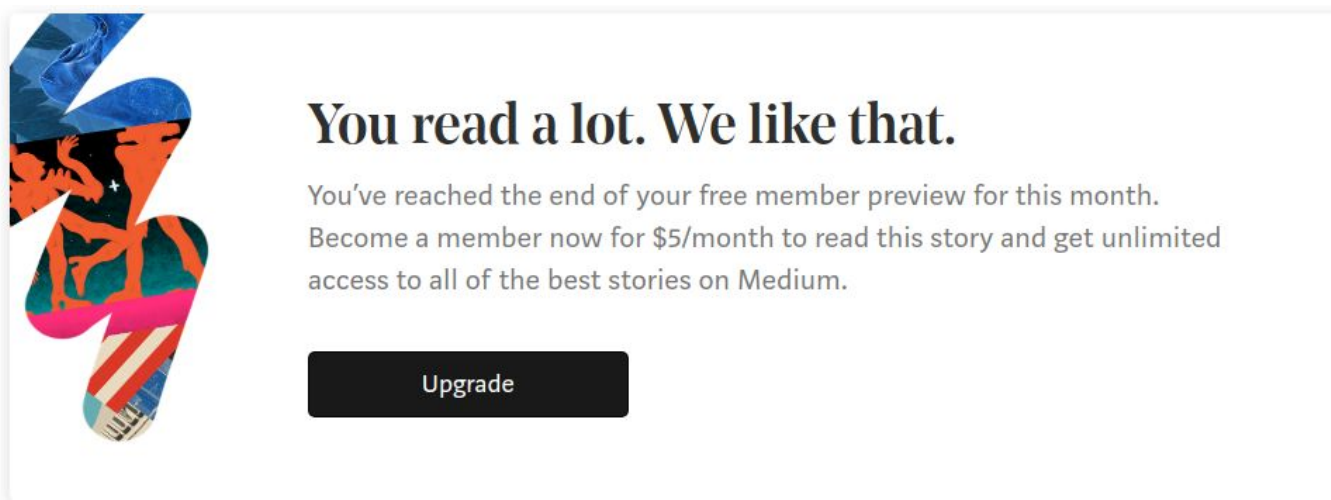 You read a lot. We like that.
You’ve reached the end of your free member preview for this month.
Become a member now for $5/month to read this story and get unlimited
access to all of the best stories on Medium.
Upgrade